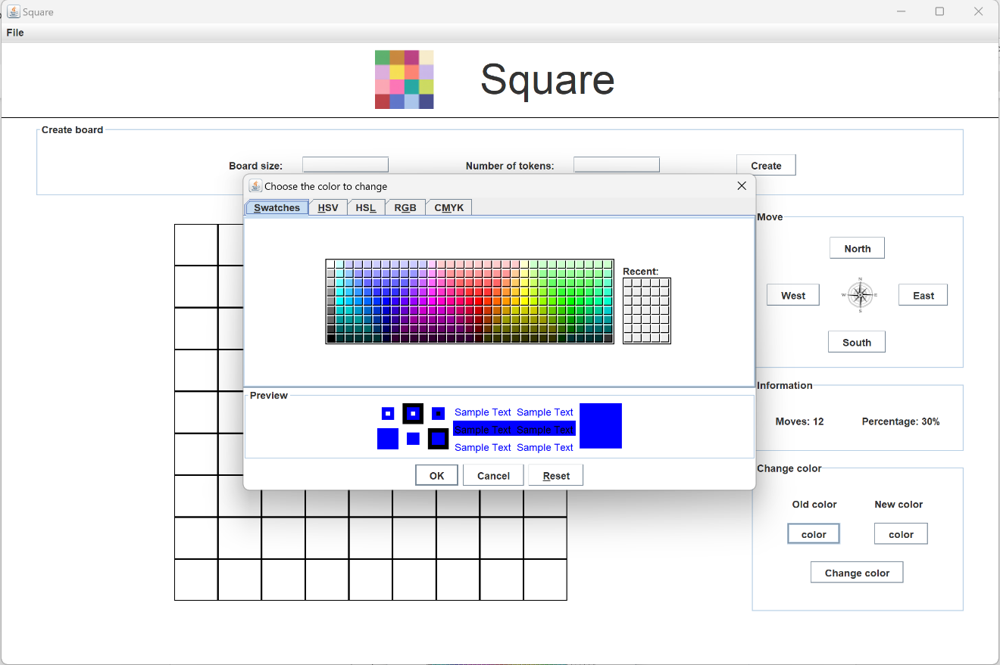 Square
File
Square
Create board
Board size:
Number of tokens:
Create
Choose the color to change
Swatches HSV HSL RGB CMYK
Recent:
Preview
Sample Text Sample Text
Sample Text Sample Text
Sample Text Sample Text
OK Cancel Reset
Move
North
West
N
W E
S
East
South
Information
Moves: 12 Percentage: 30%
Change color
Old color New color
color color
Change color